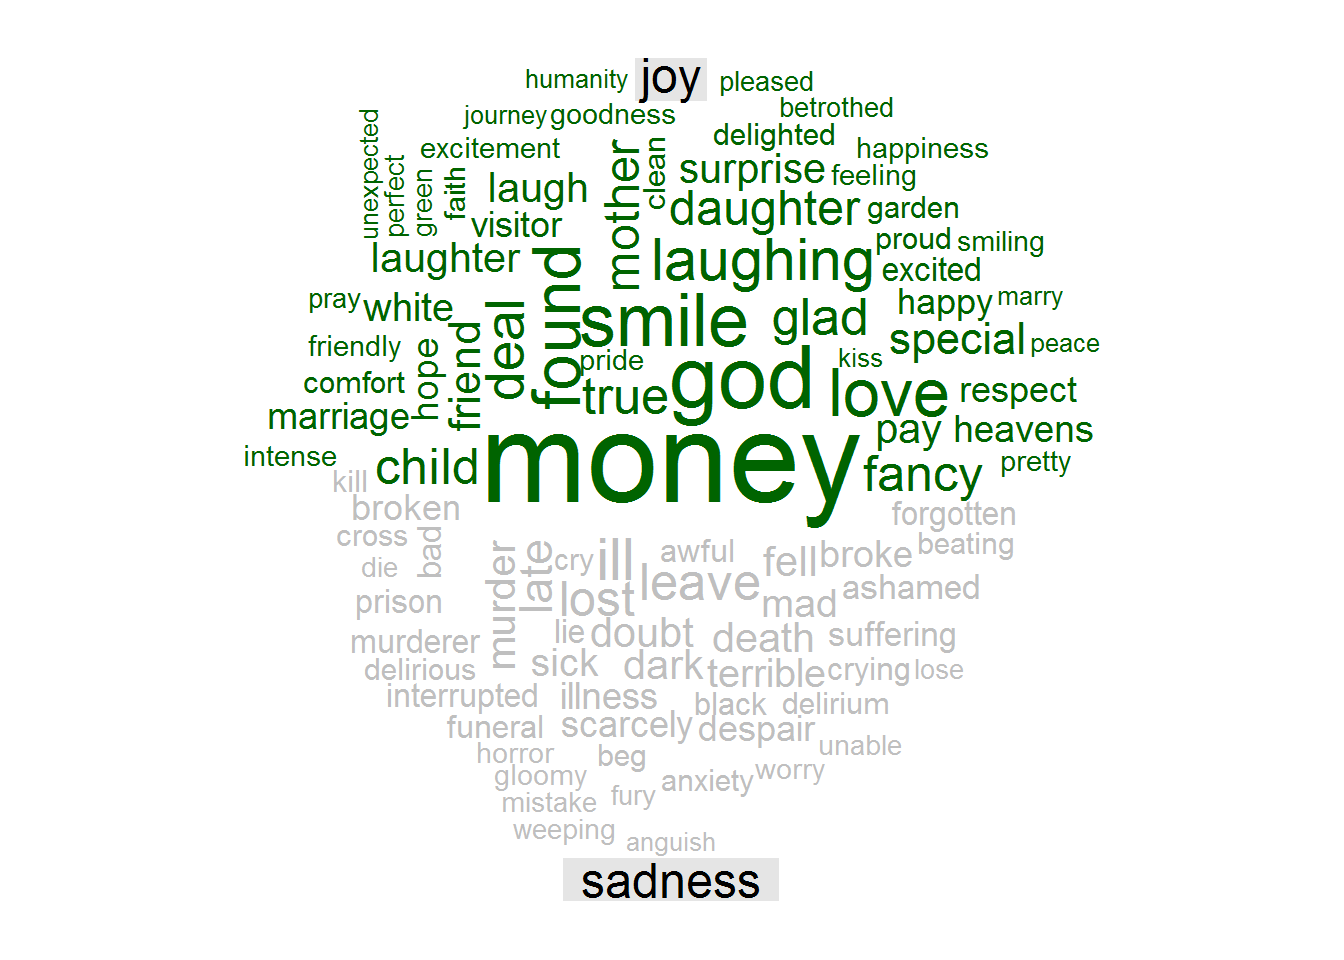 joy
humanity
pleased
betrothed
journey
goodness
delighted
happiness
excitement
unexpected
perfect
green
faith
laugh
mother
clean
surprise
feeling
visitor
daughter
garden
laughter
found
laughing
proud
smiling
excited
pray
white
deal
smile
glad
happy
marry
friendly
hope
friend
pride
god
kiss
special
peace
comfort
true
love
respect
marriage
pay
heavens
intense
child
money
fancy
pretty
kill
broken
forgotten
cross
bad
murder
late
cry
ill
awful
fell
broke
beating
die
leave
ashamed
prison
lost
mad
murderer
lie
doubt
death
suffering
delirious
sick
dark
terrible
crying
lose
interrupted
illness
black
delirium
funeral
scarcely
despair
unable
horror
beg
gloomy
anxiety
worry
mistake
fury
weeping
anguish
sadness